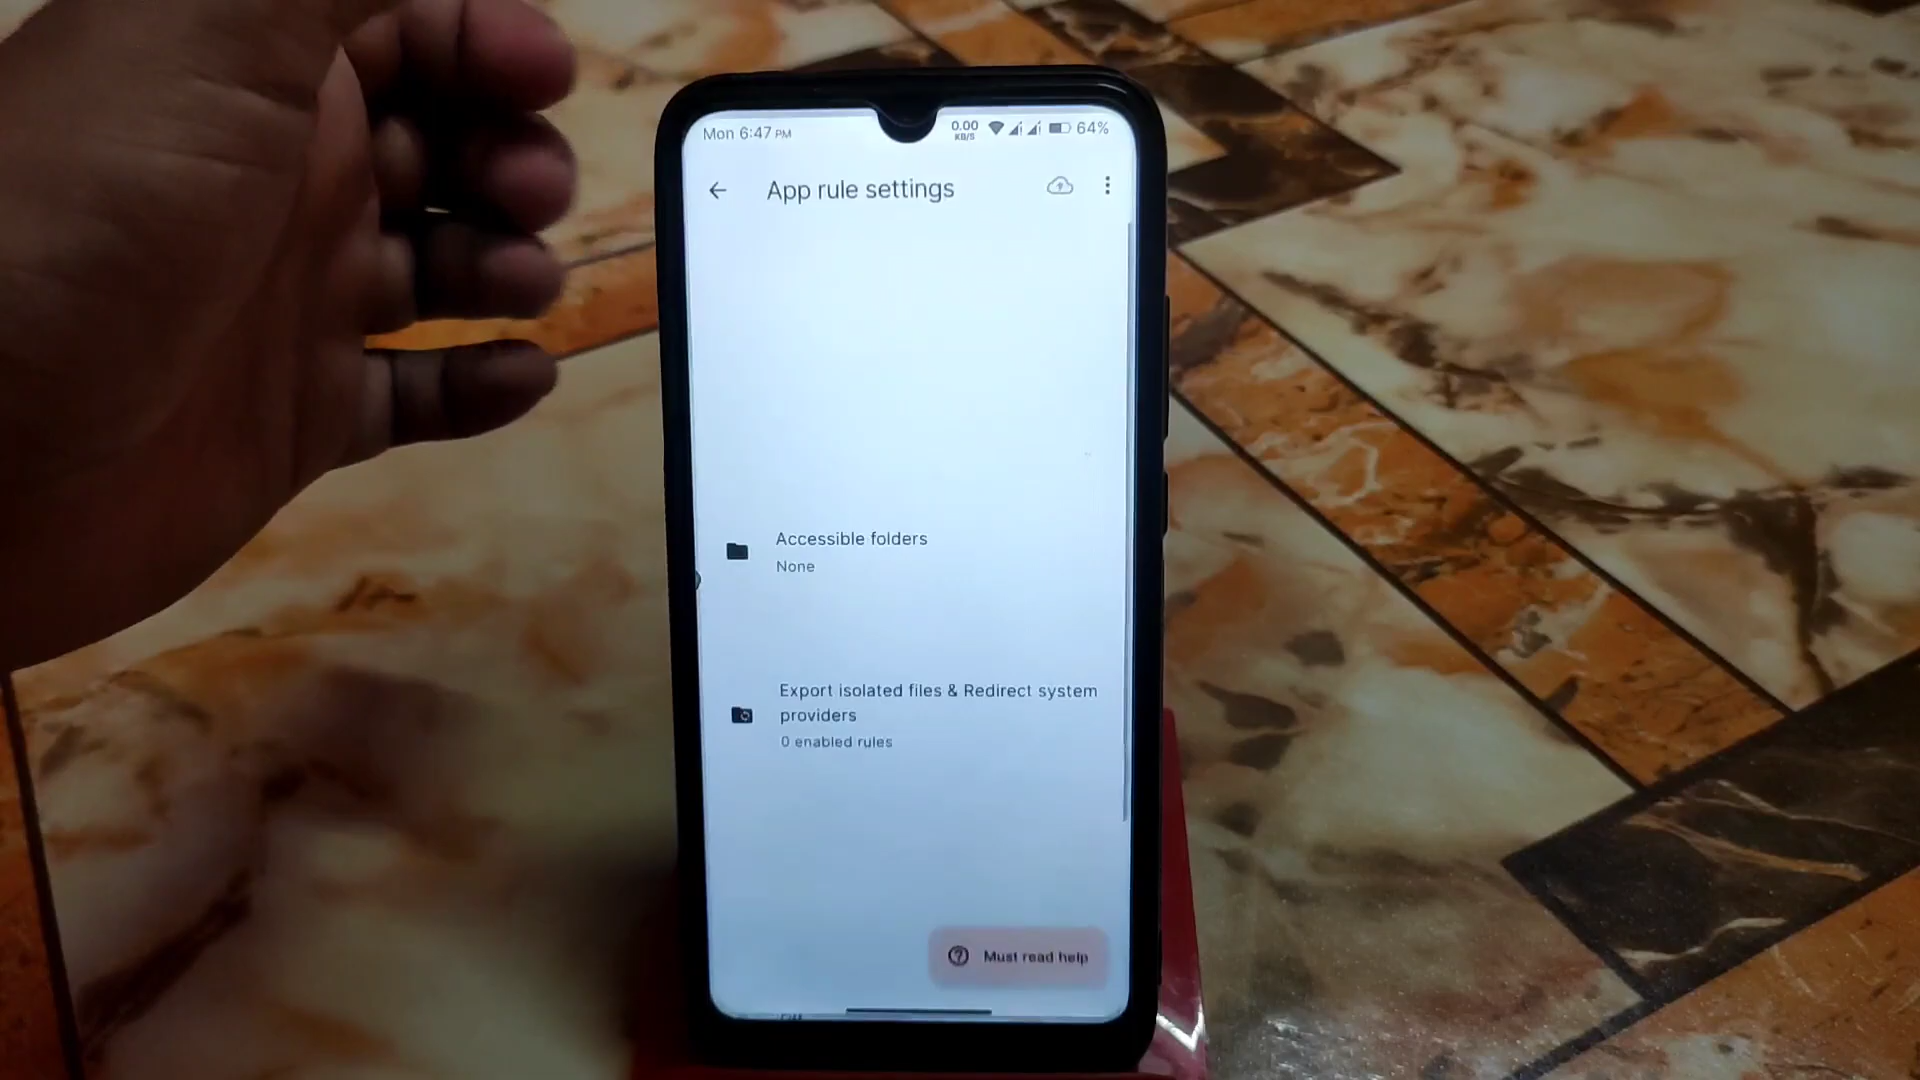 Mon 6:47 PM
0.00
KB/S
64%
App rule settings
Accessible folders
None
Export isolated files & Redirect system
providers
0 enabled rules
Must read help